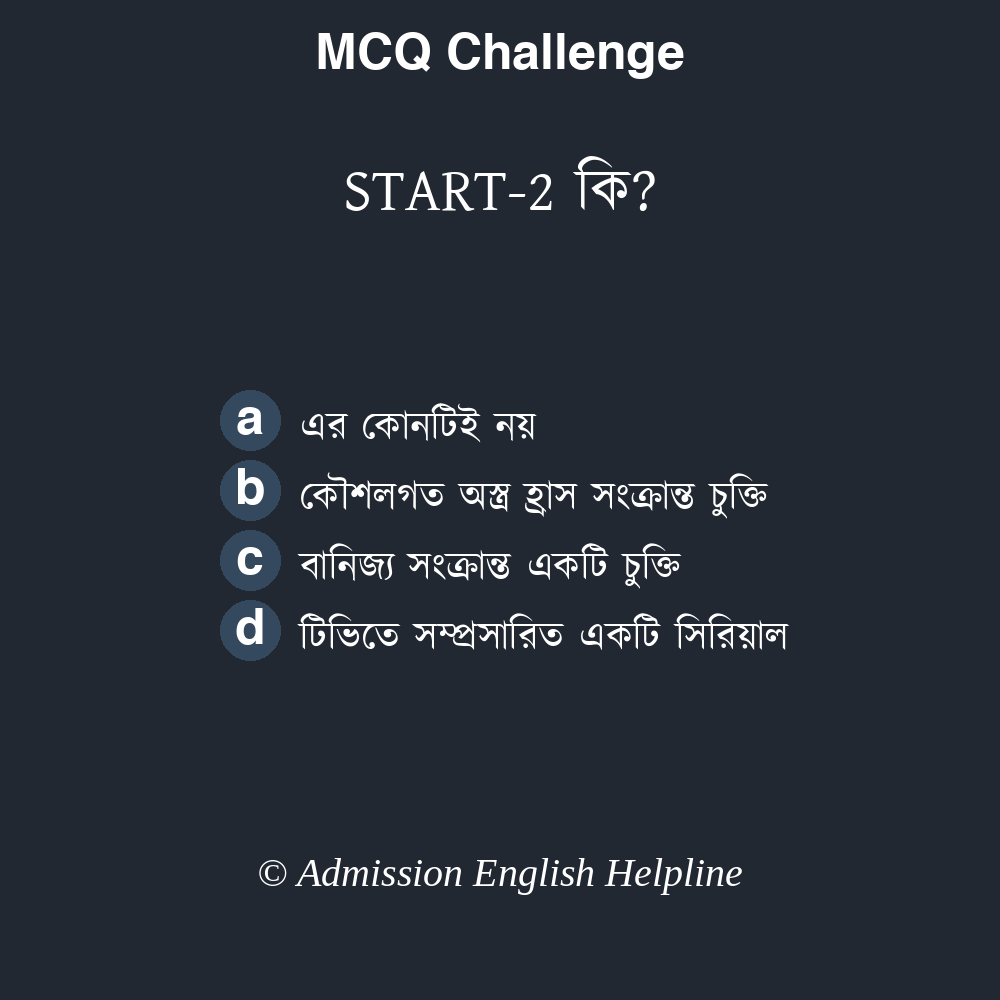 MCQ Challenge
START-2 কি?
a এর কোনটিই নয়
b কৌশলগত অস্ত্র হ্রাস সংক্রান্ত চুক্তি
c বানিজ্য সংক্রান্ত একটি চুক্তি
d টিভিতে সম্প্রসারিত একটি সিরিয়াল
© Admission English Helpline